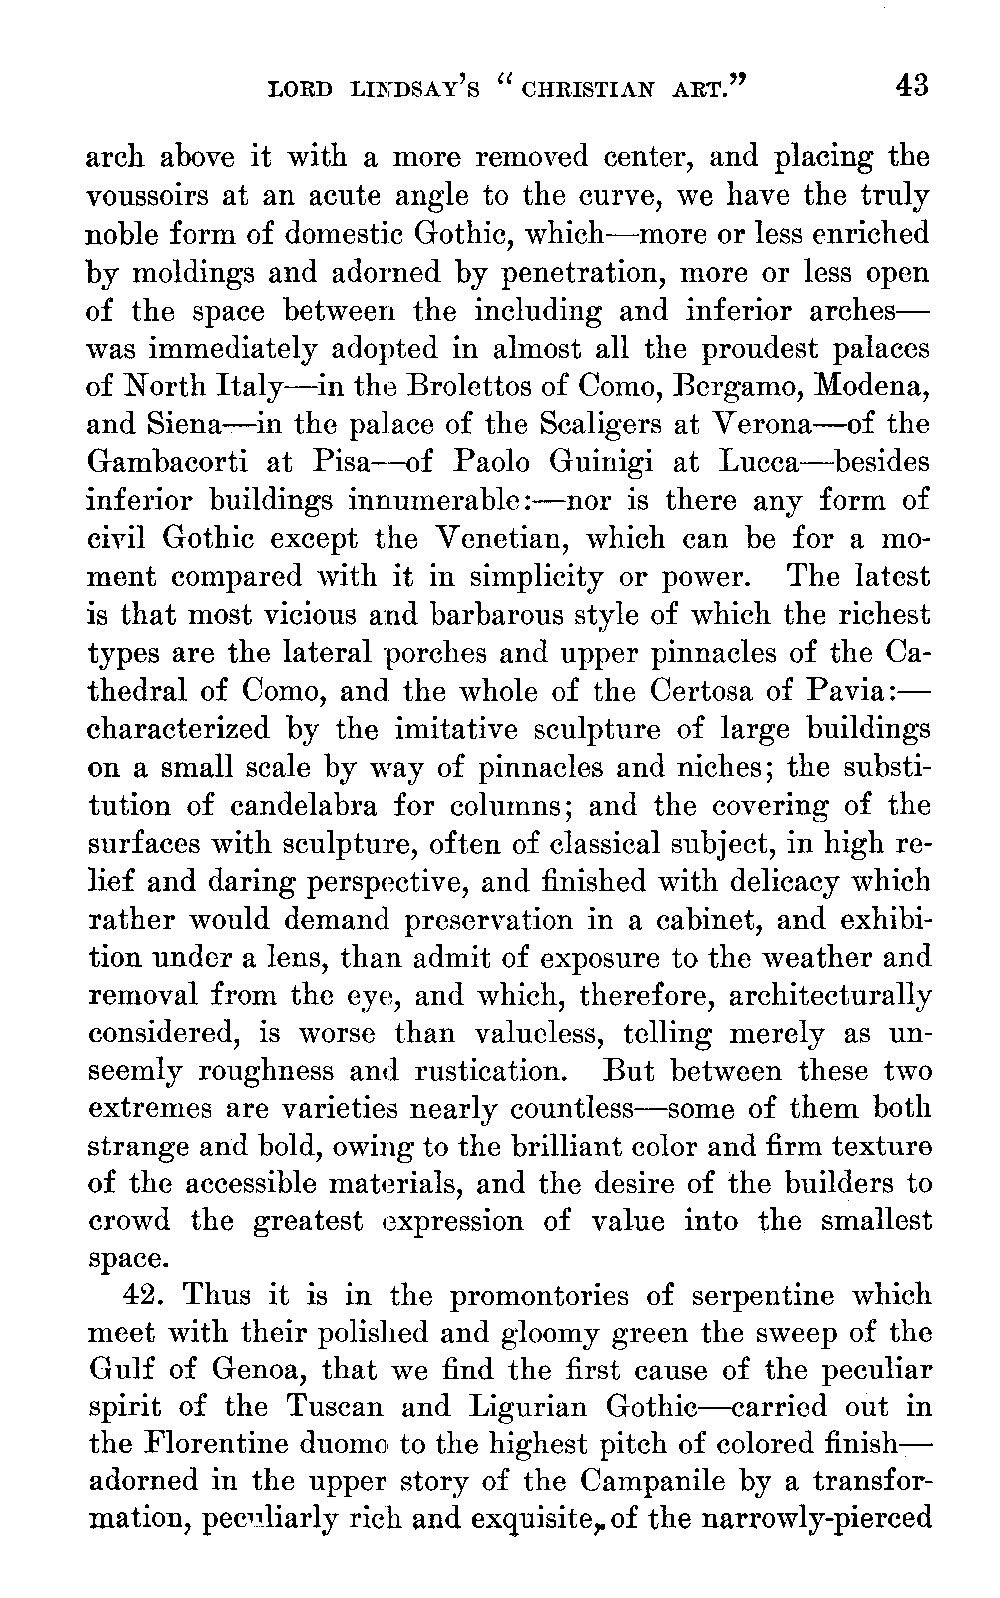 LORD LINDSAY'S "CHRISTIAN ART." 43
arch above it with a more removed center, and placing the
voussoirs at an acute angle to the curve, we have the truly
noble form of domestic Gothic, which—more or less enriched
by moldings and adorned by penetration, more or less open
of the space between the including and inferior arches—
was immediately adopted in almost all the proudest palaces
of North Italy—in the Brolettos of Como, Bergamo, Modena,
and Siena—in the palace of the Scaligers at Verona—of the
Gambacorti at Pisa—of Paolo Guinigi at Lucca—besides
inferior buildings innumerable:—nor is there any form of
civil Gothic except the Venetian, which can be for a mo-
ment compared with it in simplicity or power. The latest
is that most vicious and barbarous style of which the richest
types are the lateral porches and upper pinnacles of the Ca-
thedral of Como, and the whole of the Certosa of Pavia:—
characterized by the imitative sculpture of large buildings
on a small scale by way of pinnacles and niches; the substi-
tution of candelabra for columns; and the covering of the
surfaces with sculpture, often of classical subject, in high re-
lief and daring perspective, and finished with delicacy which
rather would demand preservation in a cabinet, and exhibi-
tion under a lens, than admit of exposure to the weather and
removal from the eye, and which, therefore, architecturally
considered, is worse than valueless, telling merely as un-
seemly roughness and rustication. But between these two
extremes are varieties nearly countless—some of them both
strange and bold, owing to the brilliant color and firm texture
of the accessible materials, and the desire of the builders to
crowd the greatest expression of value into the smallest
space.
42. Thus it is in the promontories of serpentine which
meet with their polished and gloomy green the sweep of the
Gulf of Genoa, that we find the first cause of the peculiar
spirit of the Tuscan and Ligurian Gothic—carried out in
the Florentine duomo to the highest pitch of colored finish—
adorned in the upper story of the Campanile by a transfor-
mation, peculiarly rich and exquisite, of the narrowly-pierced